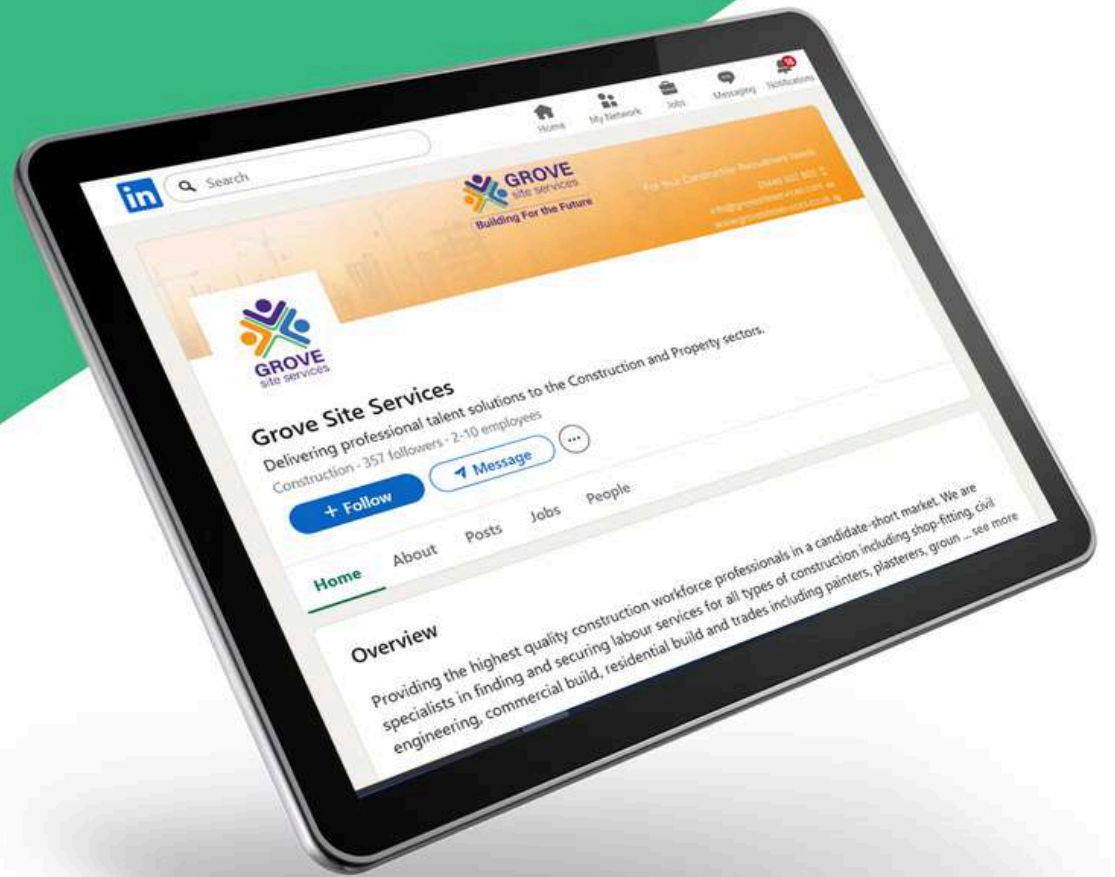 in
Search
Home
My Network
Jobs
Messaging
Notifications
GROVE
site services
Building For the Future
For Your Construction Recruitment Needs
GROVE
site services
Grove Site Services
Delivering professional talent solutions to the Construction and Property sectors.
Construction · 357 followers · 2-10 employees
+ Follow
Message
Home
About
Posts
Jobs
People
Overview
Providing the highest quality construction workforce professionals in a candidate-short market. We are
specialists in finding and securing labour services for all types of construction including shop-fitting, civil
engineering, commercial build, residential build and trades including painters, plasterers, groun ... see more